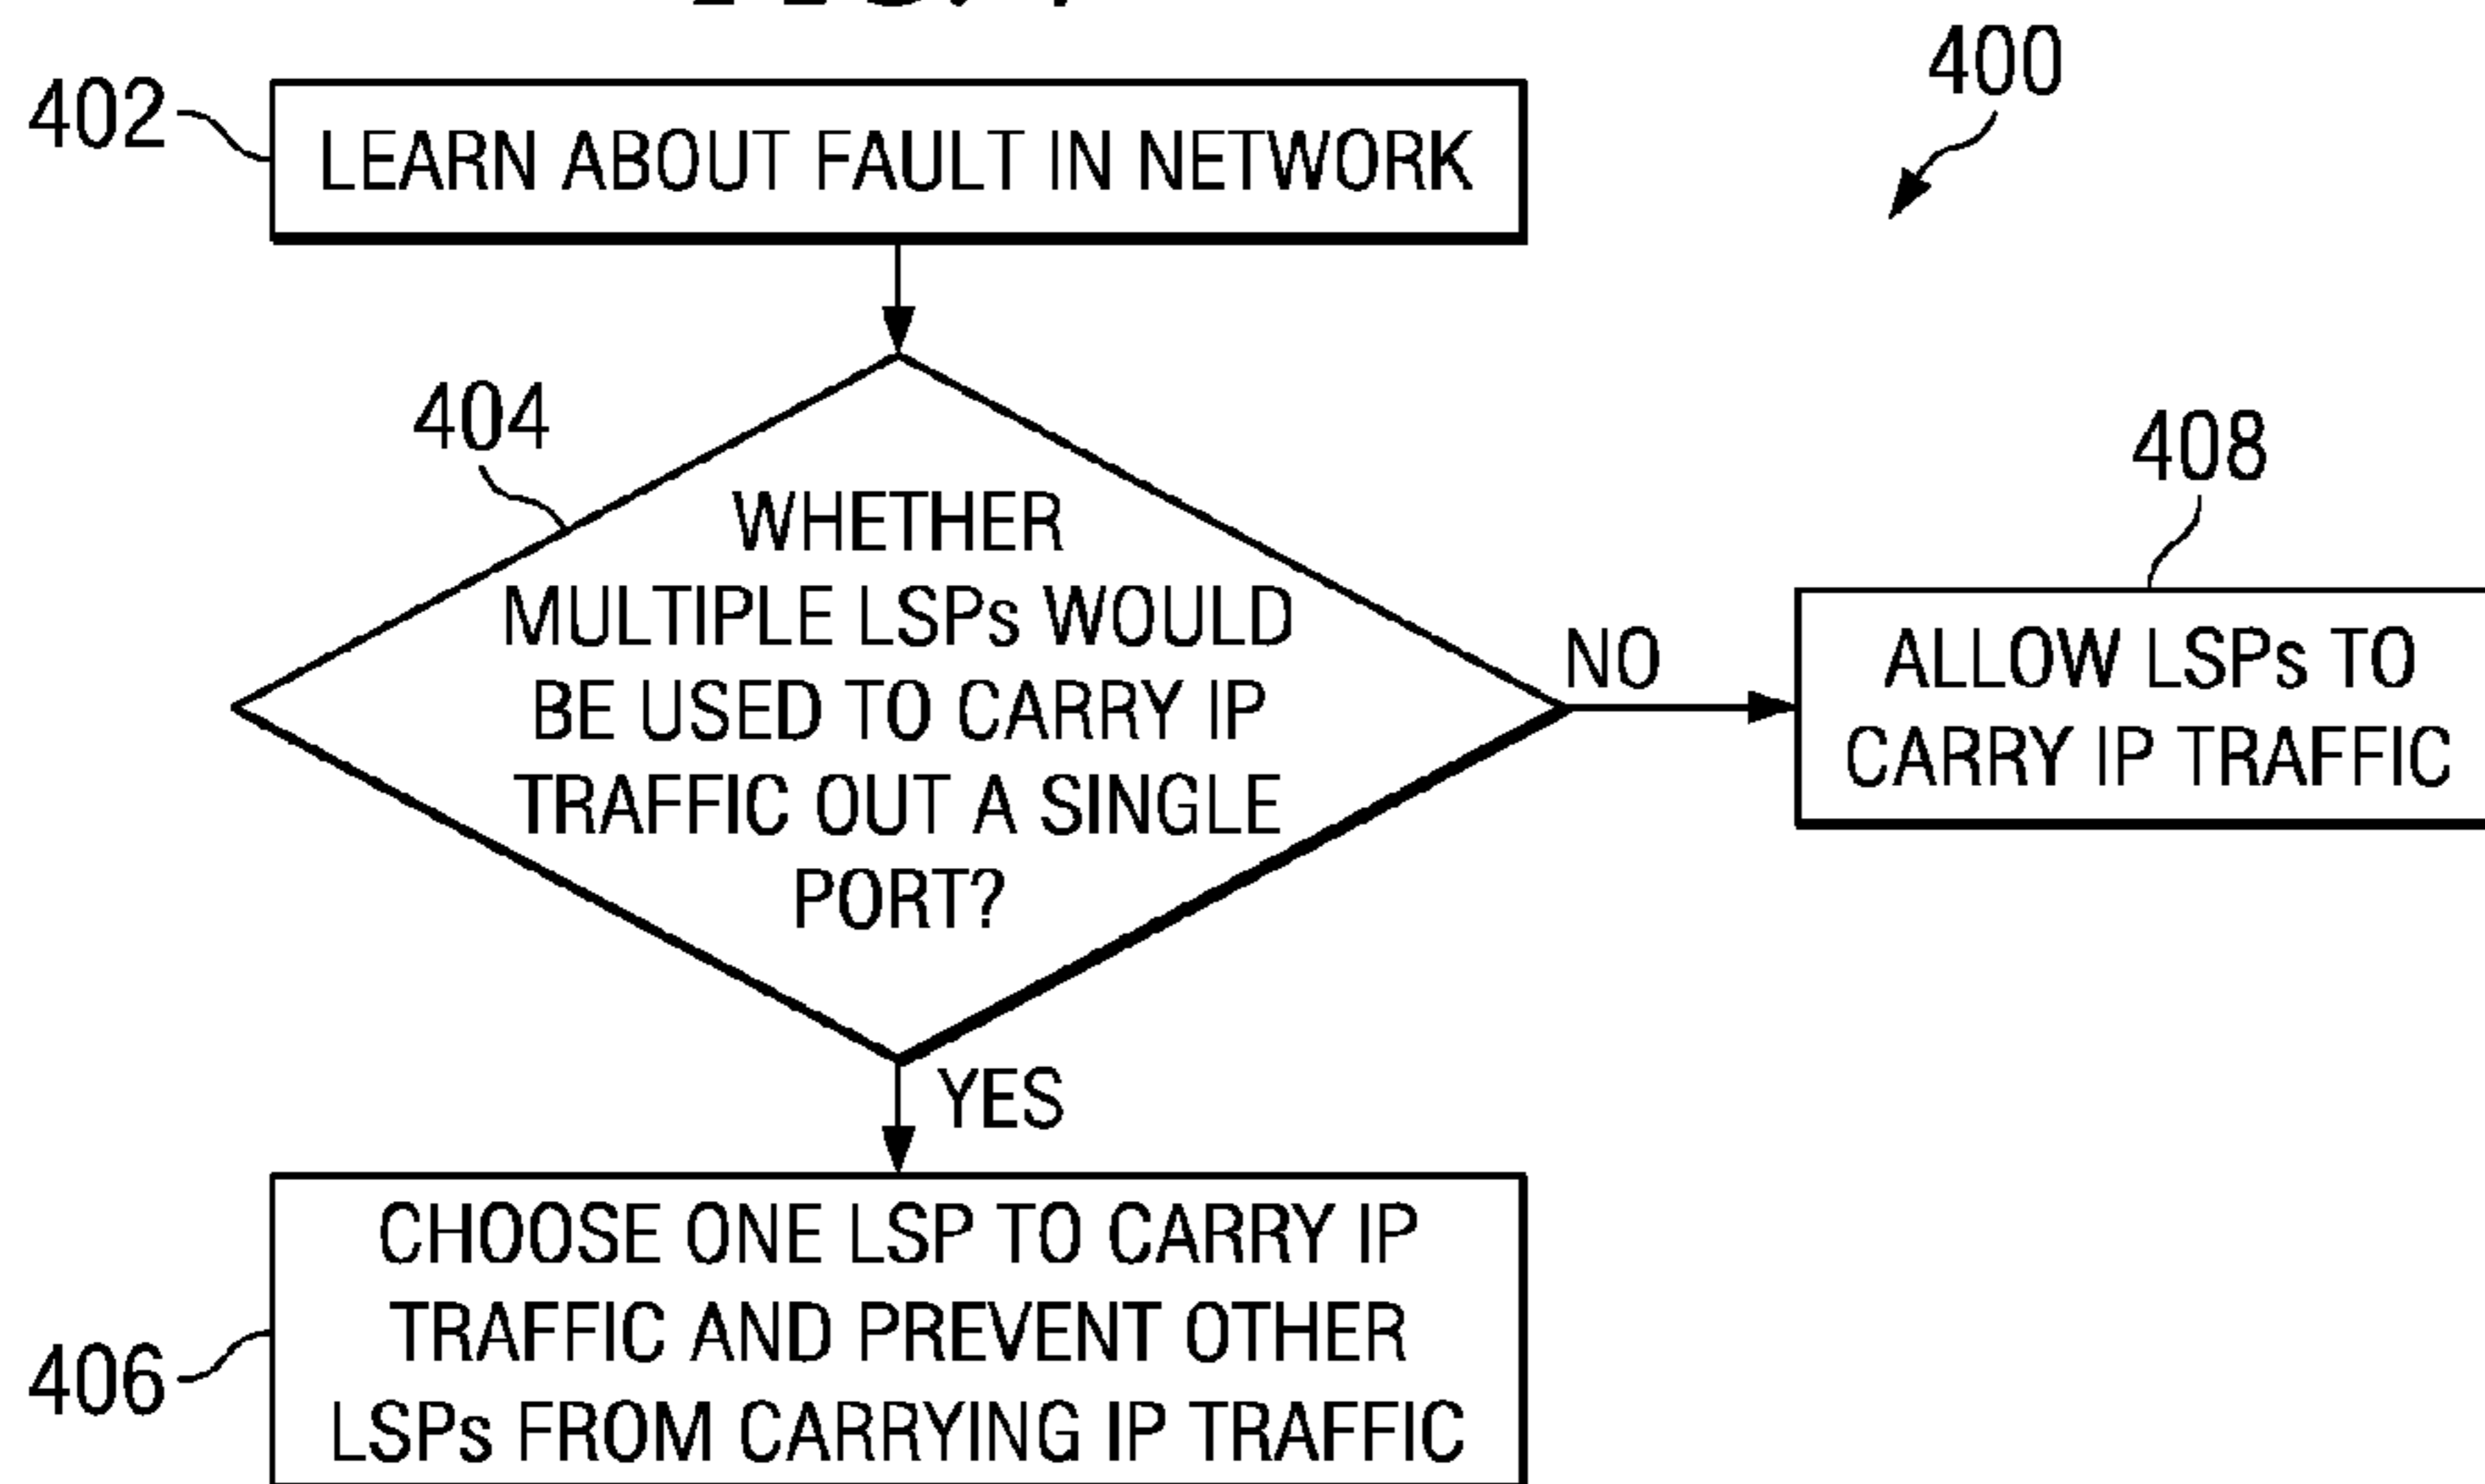 400
402
LEARN ABOUT FAULT IN NETWORK
404
WHETHER
MULTIPLE LSPs WOULD
BE USED TO CARRY IP
TRAFFIC OUT A SINGLE
PORT?
NO
408
ALLOW LSPs TO
CARRY IP TRAFFIC
YES
406
CHOOSE ONE LSP TO CARRY IP
TRAFFIC AND PREVENT OTHER
LSPs FROM CARRYING IP TRAFFIC